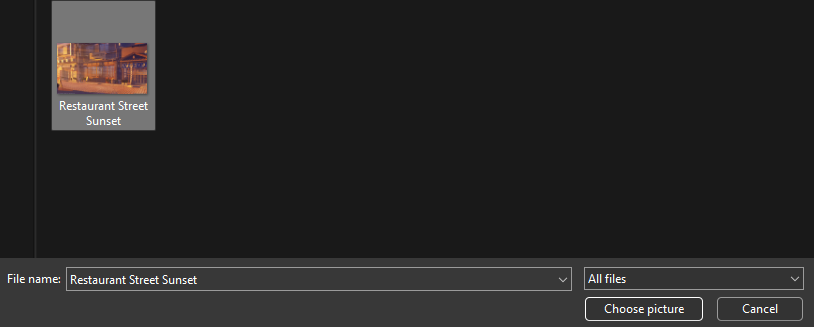 Restaurant Street
Sunset
File name: Restaurant Street Sunset All files
Choose picture Cancel